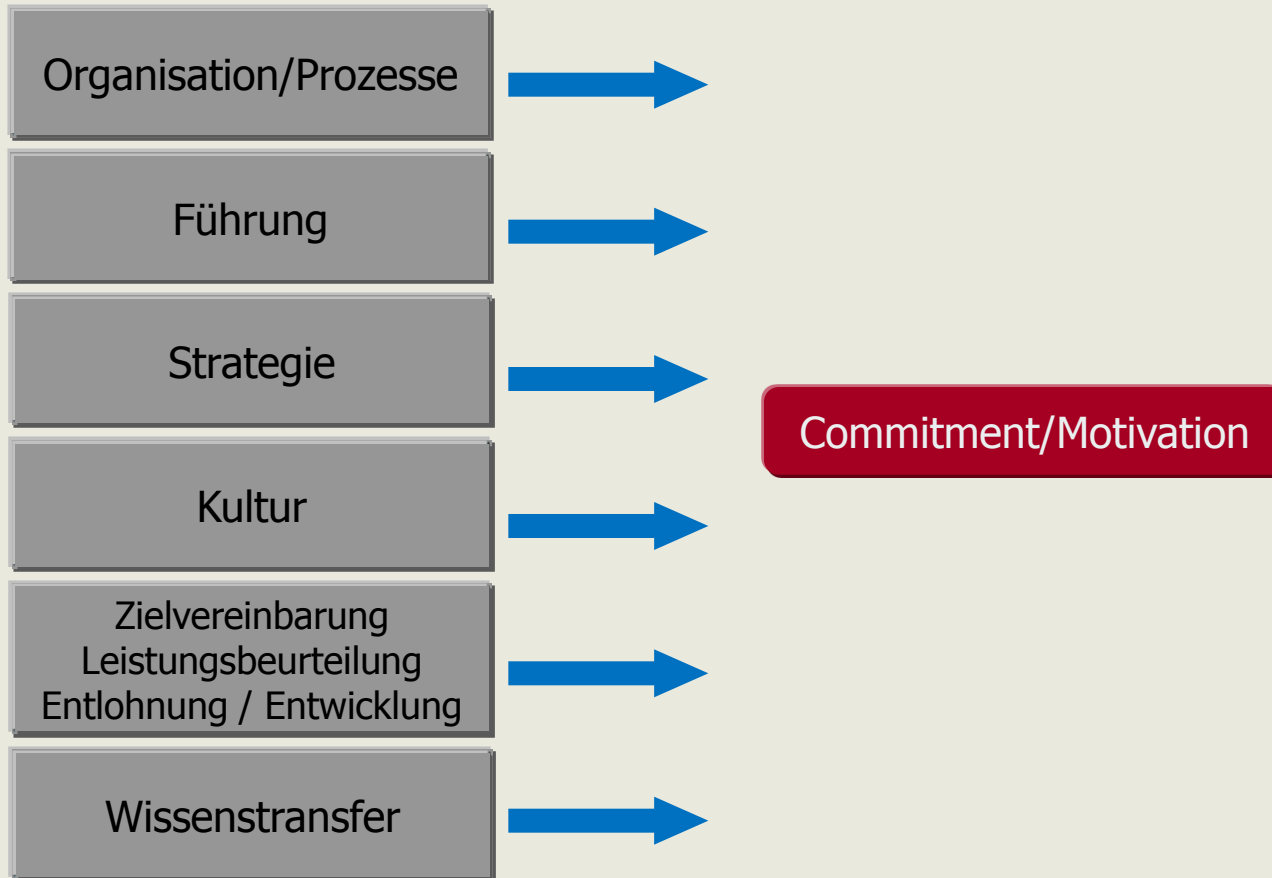 Organisation/Prozesse
Führung
Strategie
Commitment/Motivation
Kultur
Zielvereinbarung
Leistungsbeurteilung
Entlohnung / Entwicklung
Wissenstransfer